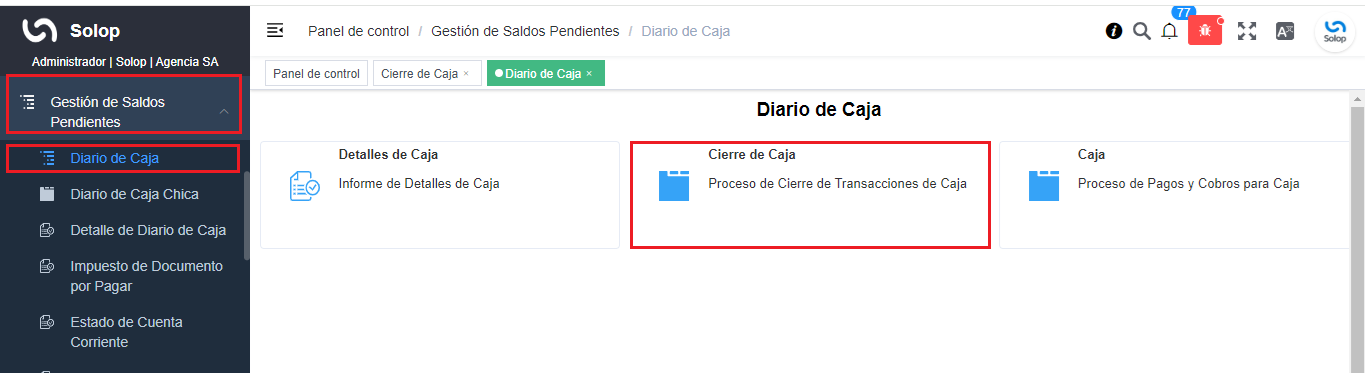 Solop
Administrador | Solop | Agencia SA
Gestión de Saldos
Pendientes
Diario de Caja
Diario de Caja Chica
Detalle de Diario de Caja
Impuesto de Documento
por Pagar
Estado de Cuenta
Corriente
Panel de control / Gestión de Saldos Pendientes / Diario de Caja
77
Solop
Panel de control
Cierre de Caja ×
Diario de Caja ×
Diario de Caja
Detalles de Caja
Informe de Detalles de Caja
Cierre de Caja
Proceso de Cierre de Transacciones de Caja
Caja
Proceso de Pagos y Cobros para Caja